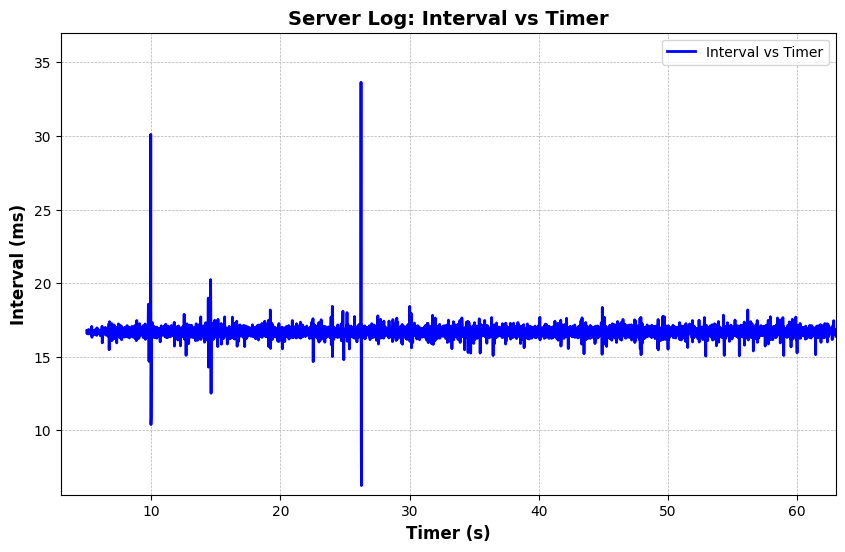 Server Log: Interval vs Timer
Interval vs Timer
35
30
25
20
15
10
Interval (ms)
10 20 30 40 50 60
Timer (s)